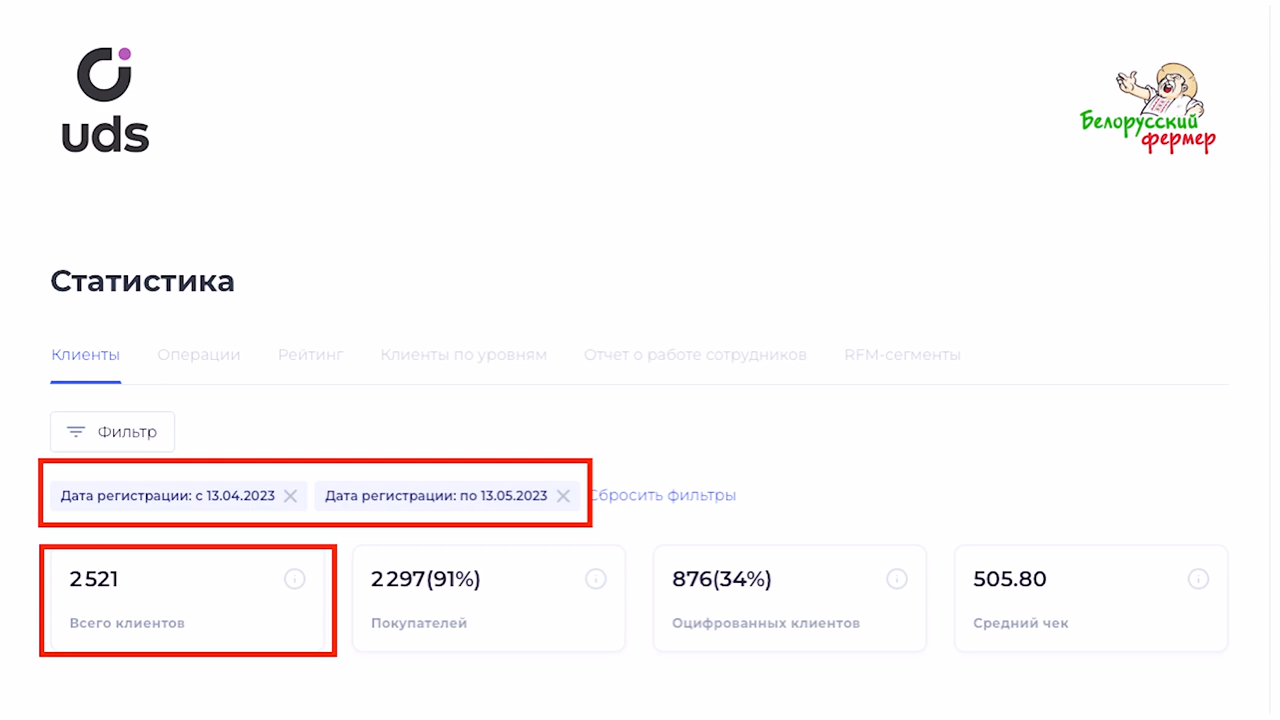 uds
Белорусский
фермер
Статистика
Клиенты Операции Рейтинг Клиенты по уровням Отчет о работе сотрудников RFM-сегменты
Фильтр
Дата регистрации: с 13.04.2023 Дата регистрации: по 13.05.2023 Сбросить фильтры
2 521 2 297(91%) 876(34%) 505.80
Всего клиентов Покупателей Оцифрованных клиентов Средний чек